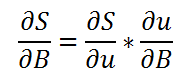 ∂S/∂B = ∂S/∂u * ∂u/∂B